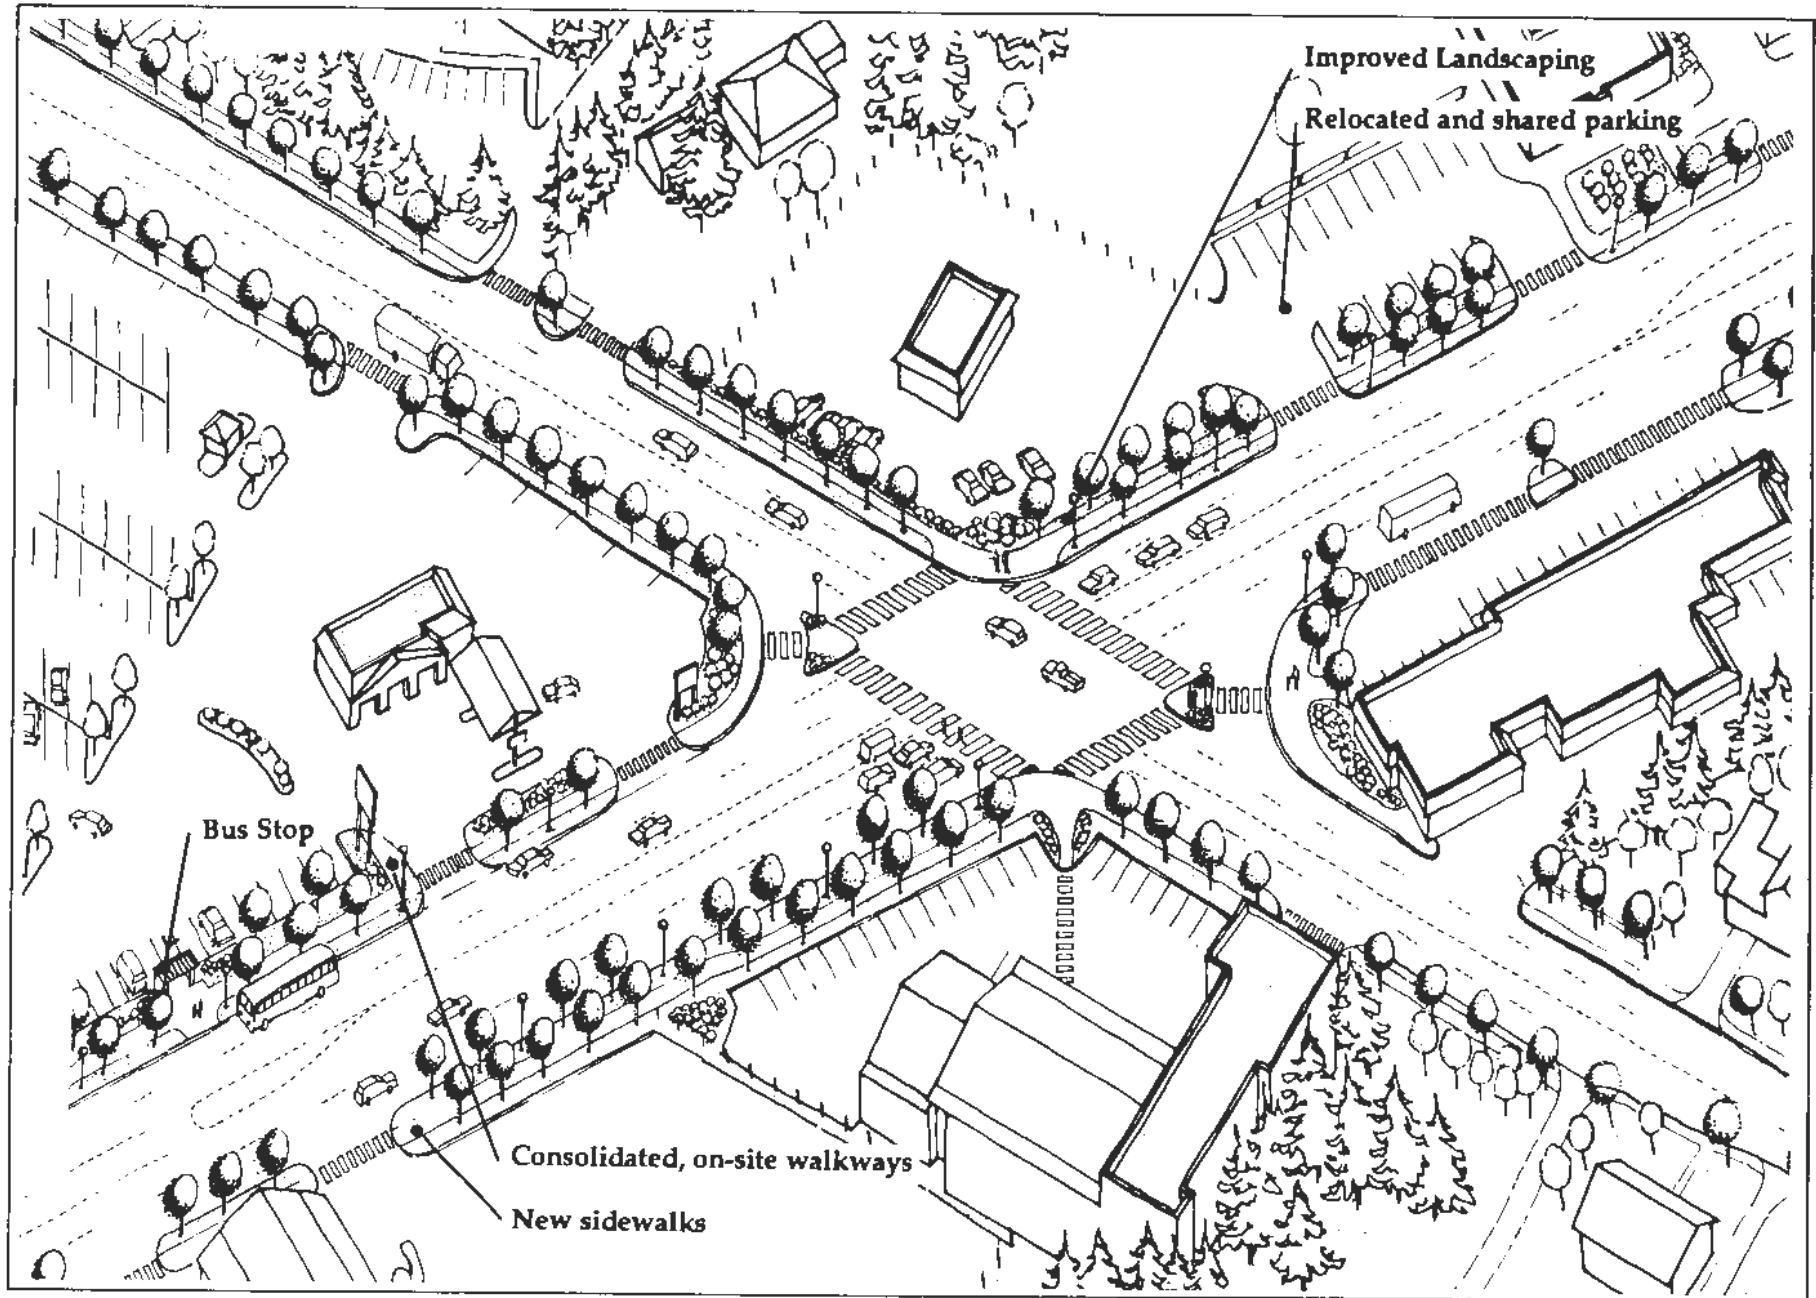 Improved Landscaping
Relocated and shared parking
Bus Stop
Consolidated, on-site walkways
New sidewalks